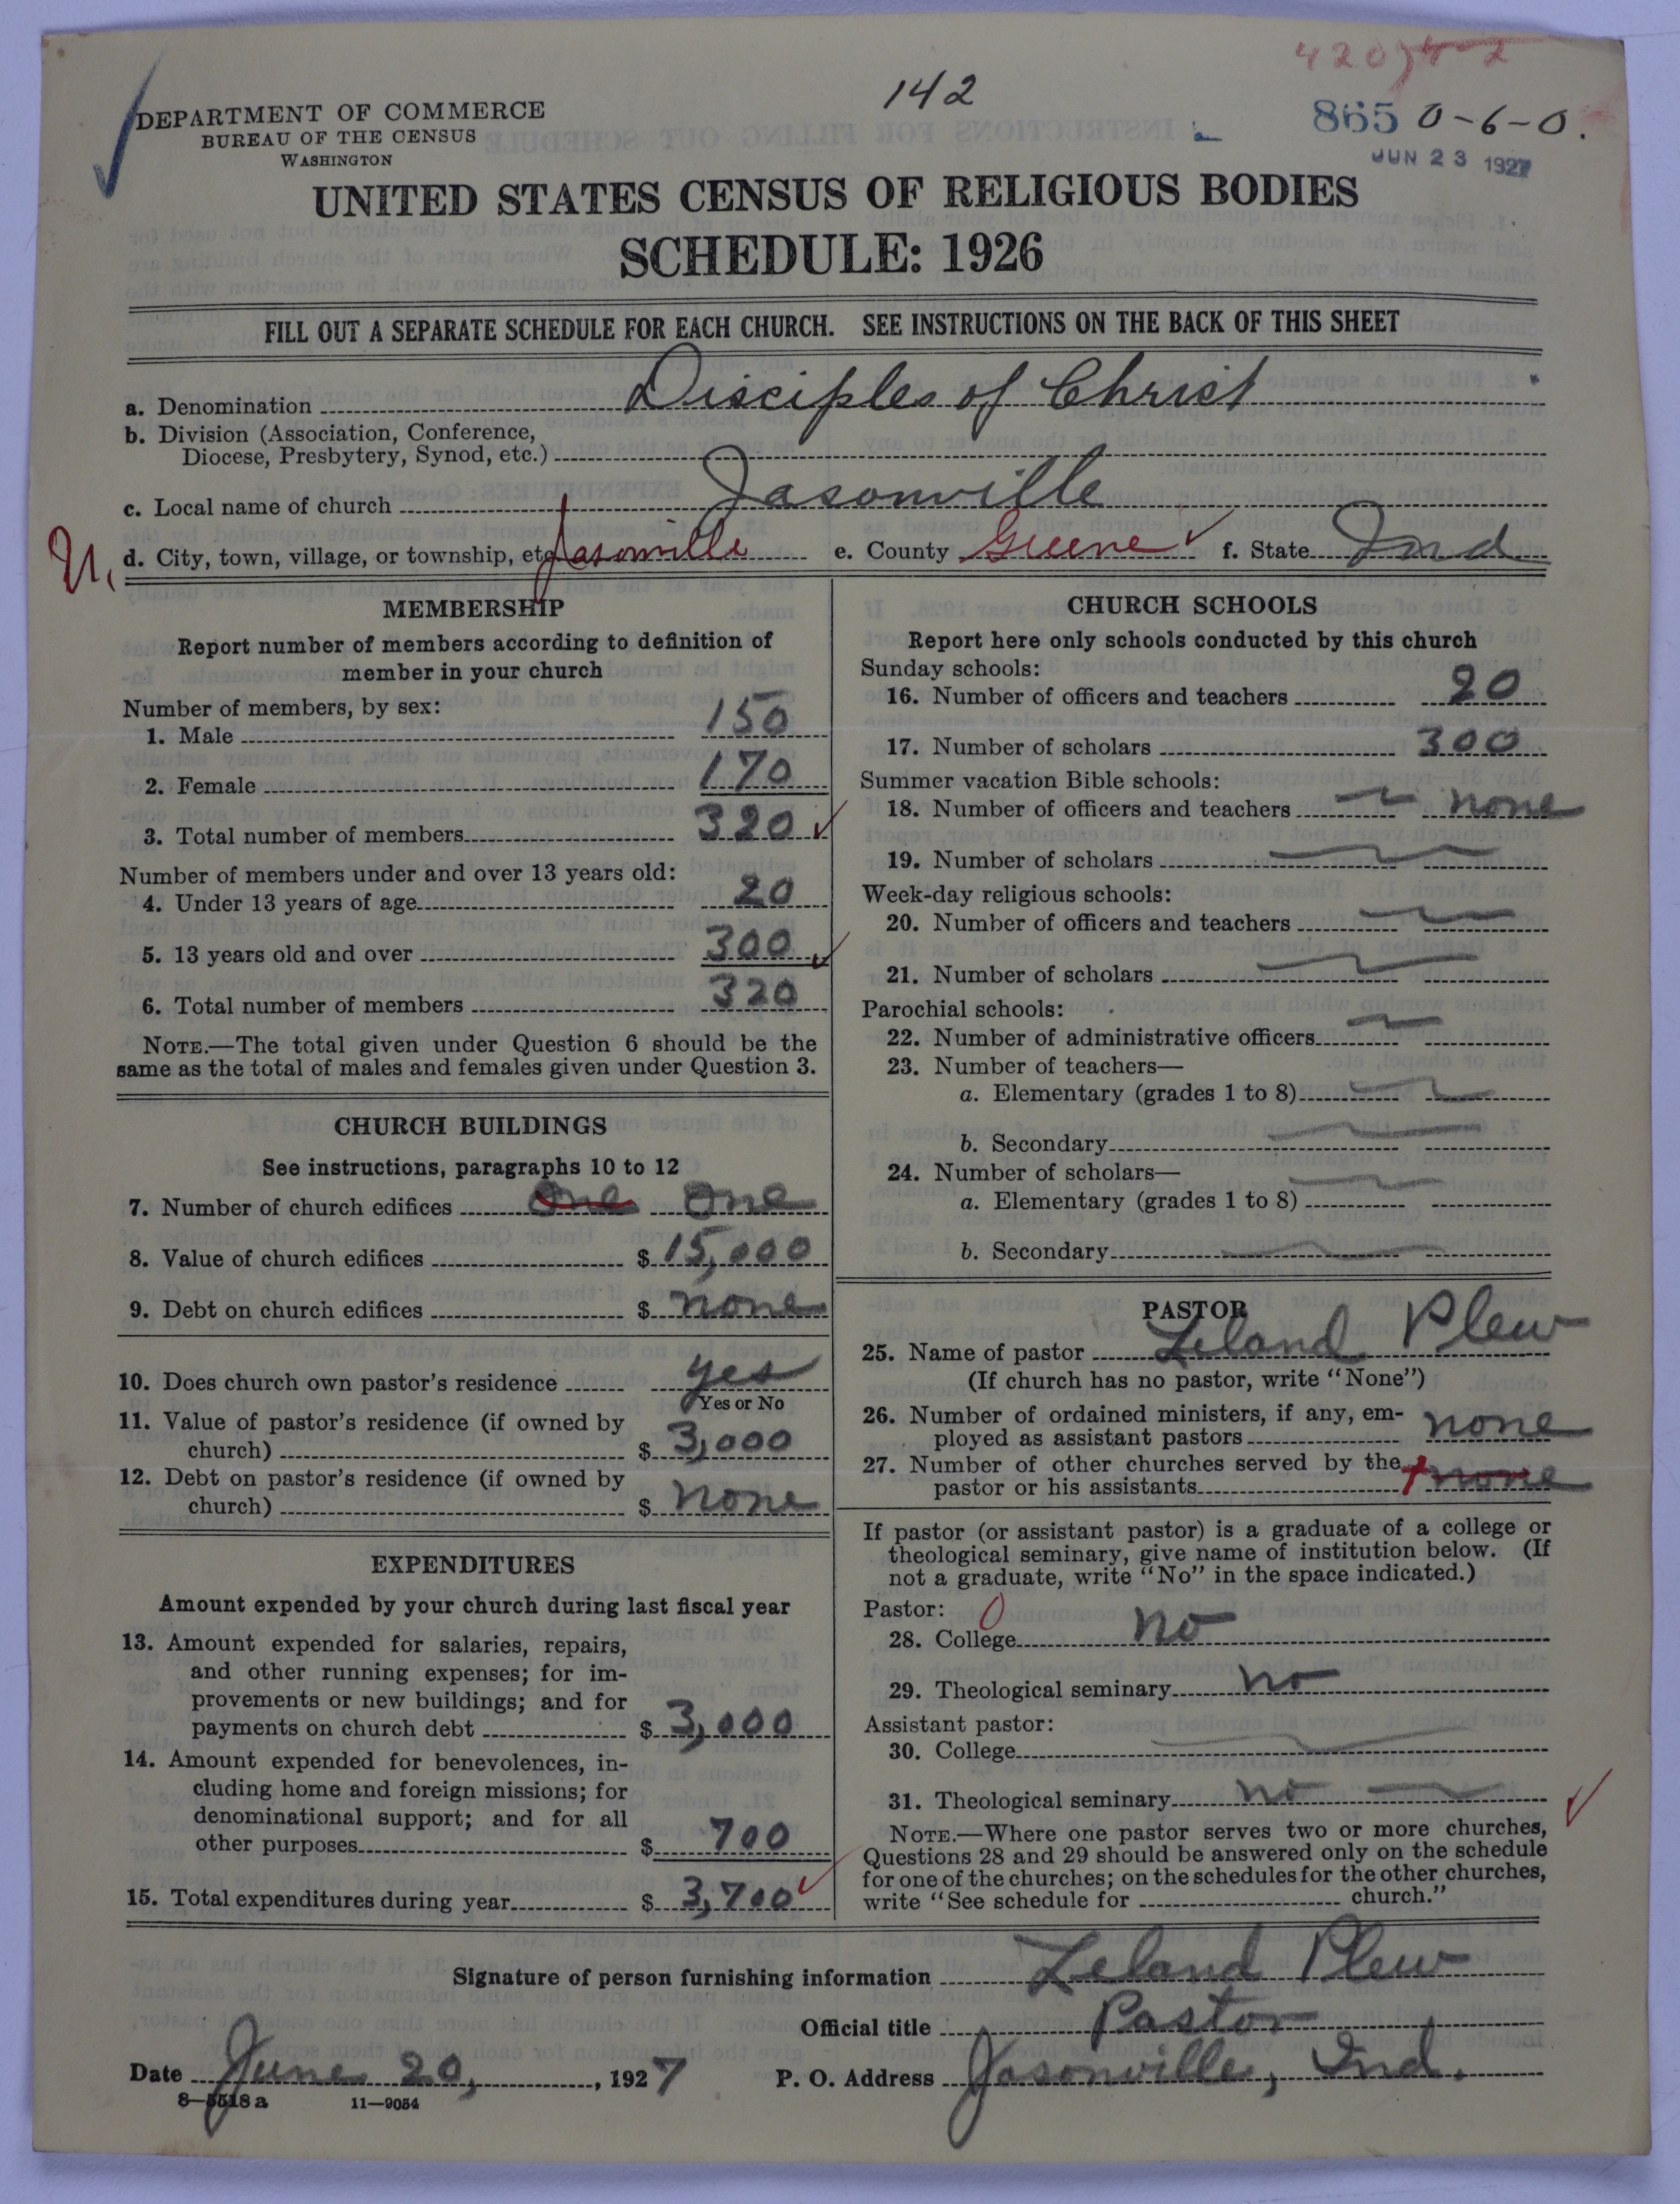 420)4-2
142
DEPARTMENT OF COMMERCE
BUREAU OF THE CENSUS
WASHINGTON
865 0-6-0.
JUN 23 1927
UNITED STATES CENSUS OF RELIGIOUS BODIES
SCHEDULE: 1926
FILL OUT A SEPARATE SCHEDULE FOR EACH CHURCH. SEE INSTRUCTIONS ON THE BACK OF THIS SHEET
a. Denomination Disciples of Christ
b. Division (Association, Conference,
Diocese, Presbytery, Synod, etc.)
c. Local name of church Jasonville
d. City, town, village, or township, etc. Jasonville e. County Greene f. State Ind
MEMBERSHIP
Report number of members according to definition of
member in your church
Number of members, by sex:
1. Male 150
2. Female 170
3. Total number of members 320
Number of members under and over 13 years old:
4. Under 13 years of age 20
5. 13 years old and over 300
6. Total number of members 320
NOTE.—The total given under Question 6 should be the
same as the total of males and females given under Question 3.
CHURCH BUILDINGS
See instructions, paragraphs 10 to 12
7. Number of church edifices One One
8. Value of church edifices $ 15,000
9. Debt on church edifices $ none
10. Does church own pastor's residence yes
Yes or No
11. Value of pastor's residence (if owned by
church) $ 3,000
12. Debt on pastor's residence (if owned by
church) $ none
EXPENDITURES
Amount expended by your church during last fiscal year
13. Amount expended for salaries, repairs,
and other running expenses; for im-
provements or new buildings; and for
payments on church debt $ 3,000
14. Amount expended for benevolences, in-
cluding home and foreign missions; for
denominational support; and for all
other purposes $ 700
15. Total expenditures during year $ 3,700
CHURCH SCHOOLS
Report here only schools conducted by this church
Sunday schools:
16. Number of officers and teachers 20
17. Number of scholars 300
Summer vacation Bible schools:
18. Number of officers and teachers none
19. Number of scholars
Week-day religious schools:
20. Number of officers and teachers
21. Number of scholars
Parochial schools:
22. Number of administrative officers
23. Number of teachers—
a. Elementary (grades 1 to 8)
b. Secondary
24. Number of scholars—
a. Elementary (grades 1 to 8)
b. Secondary
PASTOR
25. Name of pastor Leland Plew
(If church has no pastor, write "None")
26. Number of ordained ministers, if any, em-
ployed as assistant pastors none
27. Number of other churches served by the
pastor or his assistants none
If pastor (or assistant pastor) is a graduate of a college or
theological seminary, give name of institution below. (If
not a graduate, write "No" in the space indicated.)
Pastor: 0
28. College no
29. Theological seminary no
Assistant pastor:
30. College
31. Theological seminary no
NOTE.—Where one pastor serves two or more churches,
Questions 28 and 29 should be answered only on the schedule
for one of the churches; on the schedules for the other churches,
write "See schedule for church."
Signature of person furnishing information Leland Plew
Official title Pastor
Date June 20, 1927 P. O. Address Jasonville, Ind.
8—5518 a 11—9054